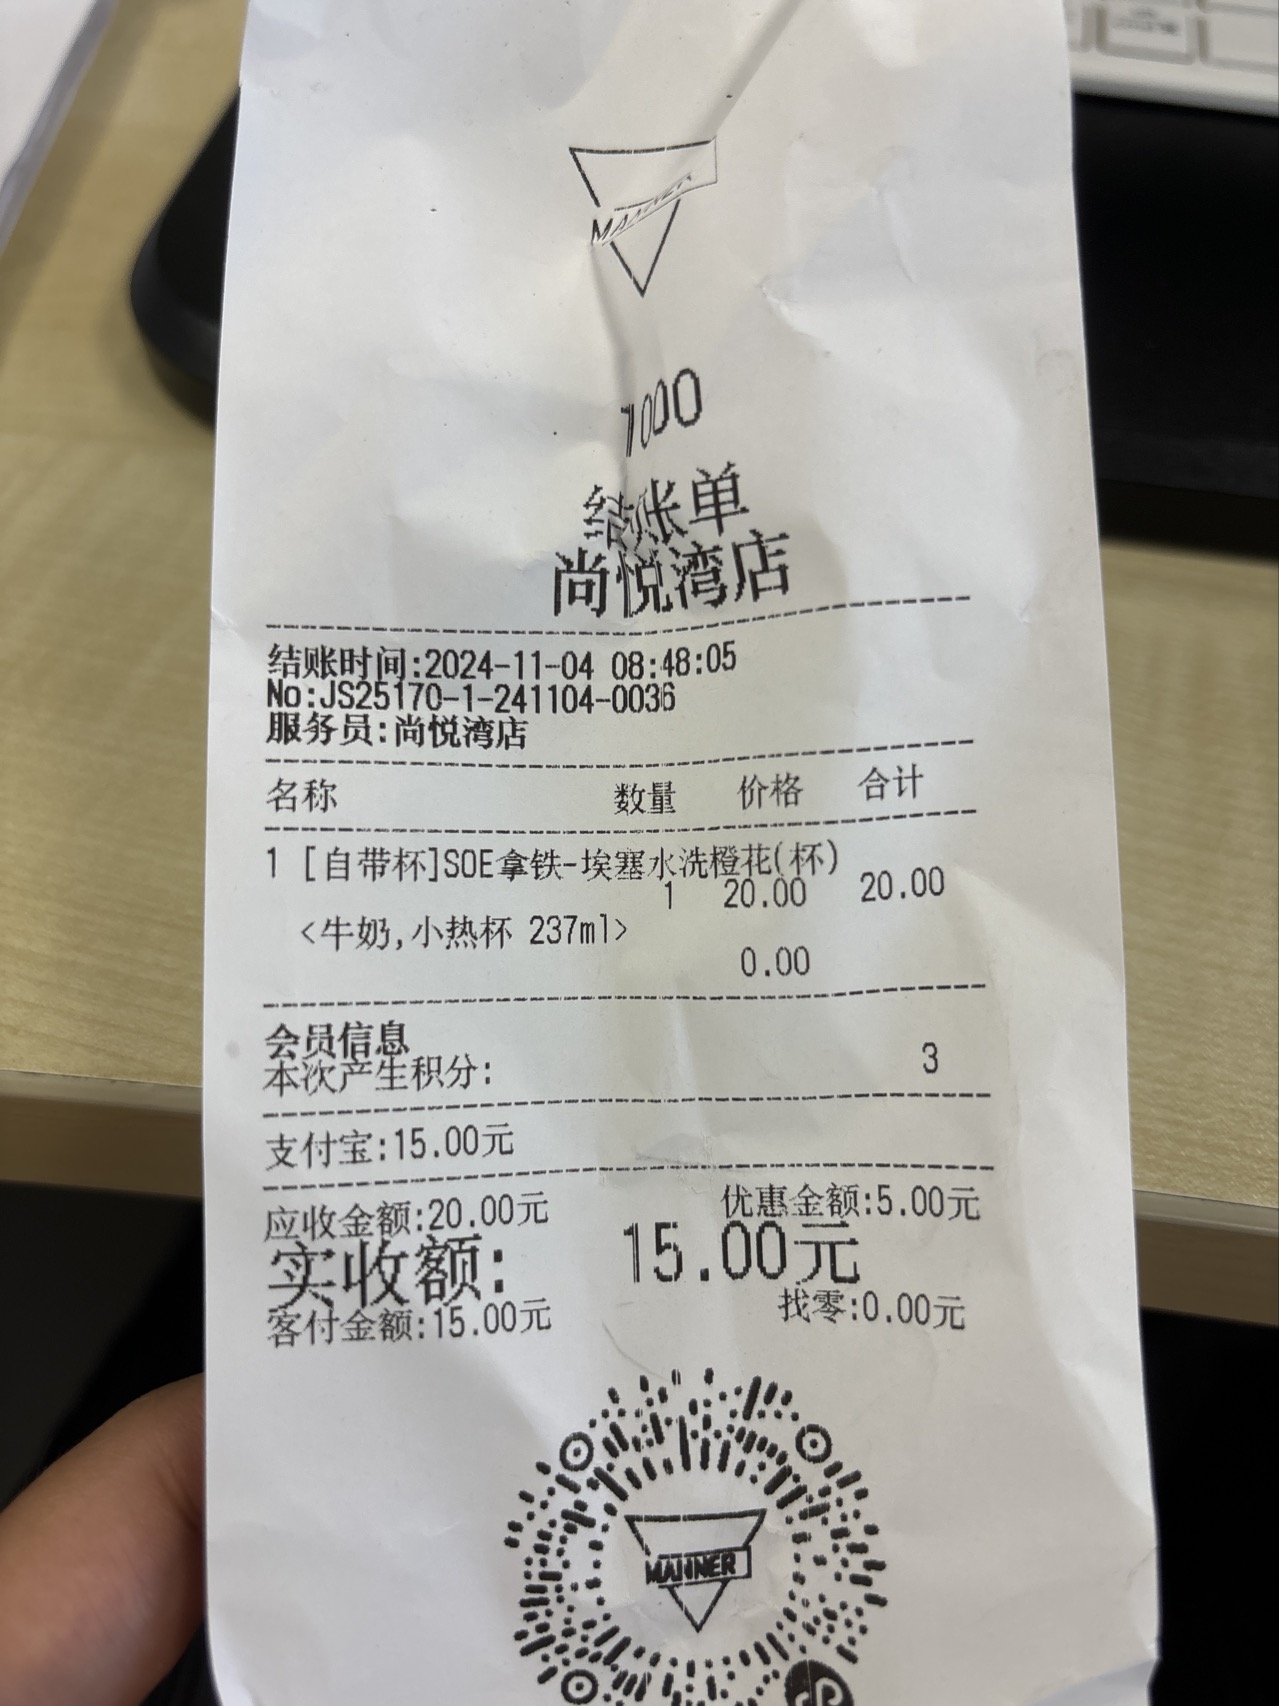 MANNER
1000
结账单
尚悦湾店
结账时间:2024-11-04 08:48:05
No:JS25170-1-241104-0036
服务员:尚悦湾店
名称 数量 价格 合计
1 [自带杯]SOE拿铁-埃塞水洗橙花(杯)
1 20.00 20.00
<牛奶,小热杯 237ml>
0.00
会员信息
本次产生积分: 3
支付宝:15.00元
应收金额:20.00元 优惠金额:5.00元
实收额: 15.00元
客付金额:15.00元 找零:0.00元
MANNER